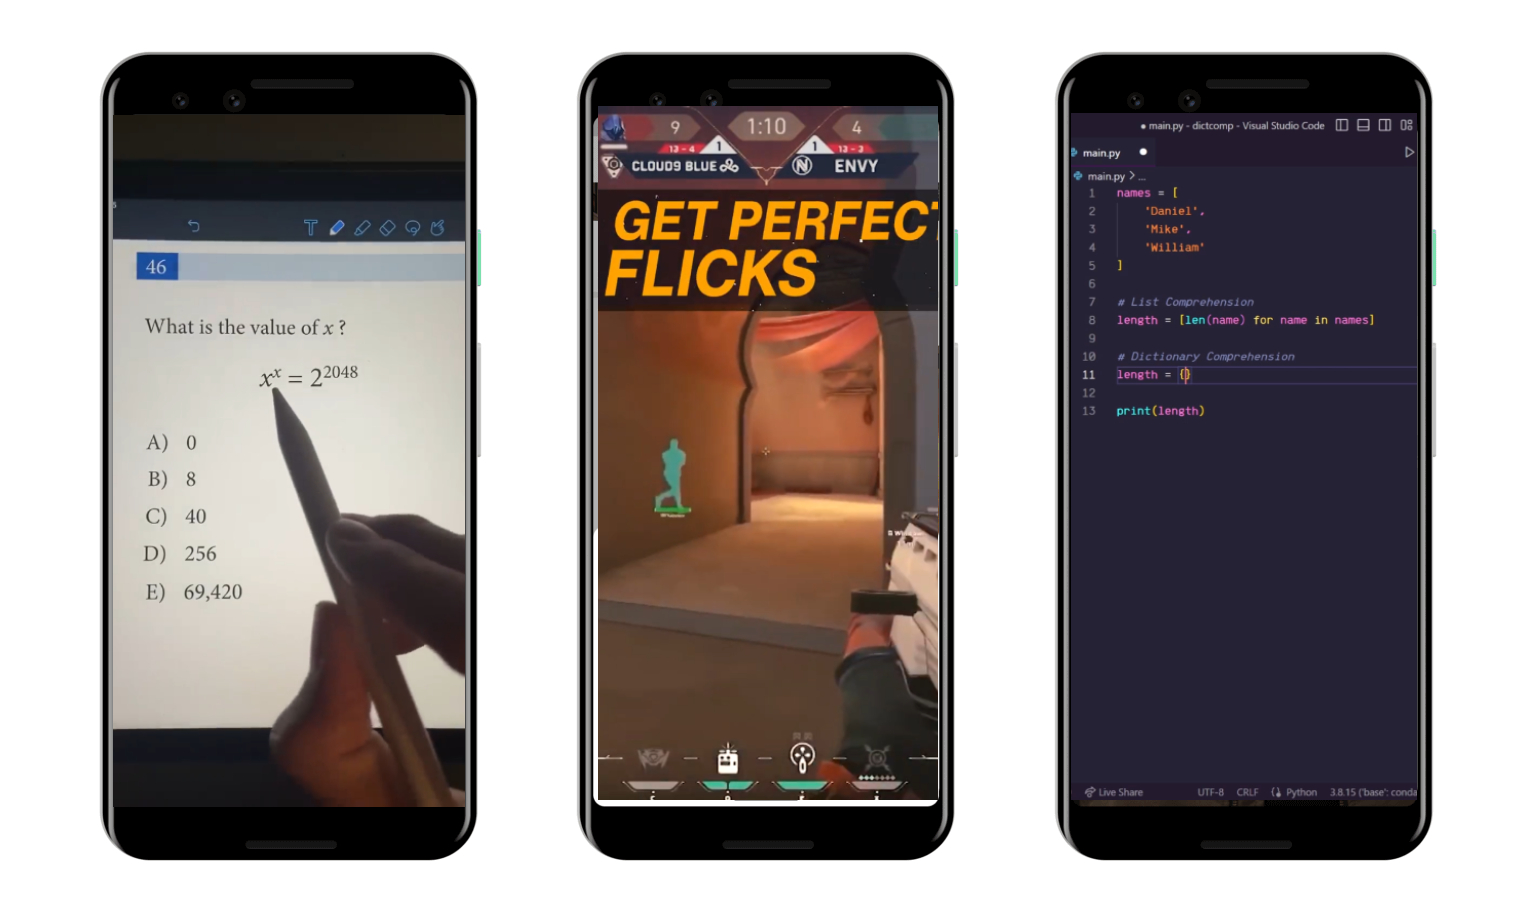 46
What is the value of x ?
xˣ = 2²⁰⁴⁸
A) 0
B) 8
C) 40
D) 256
E) 69,420
9 1:10 4
13 - 4 1 1 13 - 3
CLOUD9 BLUE ENVY
GET PERFECT
FLICKS
main.py - dictcomp - Visual Studio Code
main.py
main.py > ...
1 names = [
2 'Daniel',
3 'Mike',
4 'William'
5 ]
6
7 # List Comprehension
8 length = [len(name) for name in names]
9
10 # Dictionary Comprehension
11 length = {}
12
13 print(length)
Live Share UTF-8 CRLF Python 3.8.15 ('base': conda